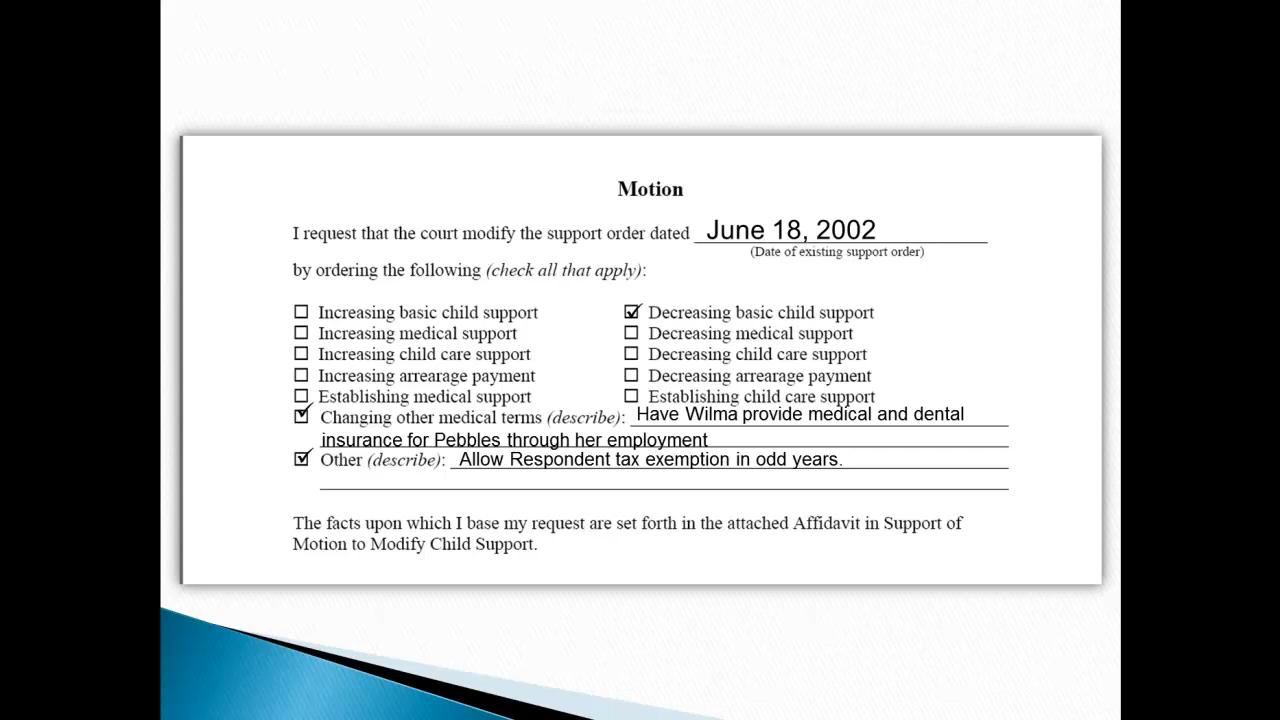 Motion
I request that the court modify the support order dated June 18, 2002
(Date of existing support order)
by ordering the following (check all that apply):
☐ Increasing basic child support ☑ Decreasing basic child support
☐ Increasing medical support ☐ Decreasing medical support
☐ Increasing child care support ☐ Decreasing child care support
☐ Increasing arrearage payment ☐ Decreasing arrearage payment
☐ Establishing medical support ☐ Establishing child care support
☑ Changing other medical terms (describe): Have Wilma provide medical and dental
insurance for Pebbles through her employment
☑ Other (describe): Allow Respondent tax exemption in odd years.
The facts upon which I base my request are set forth in the attached Affidavit in Support of
Motion to Modify Child Support.